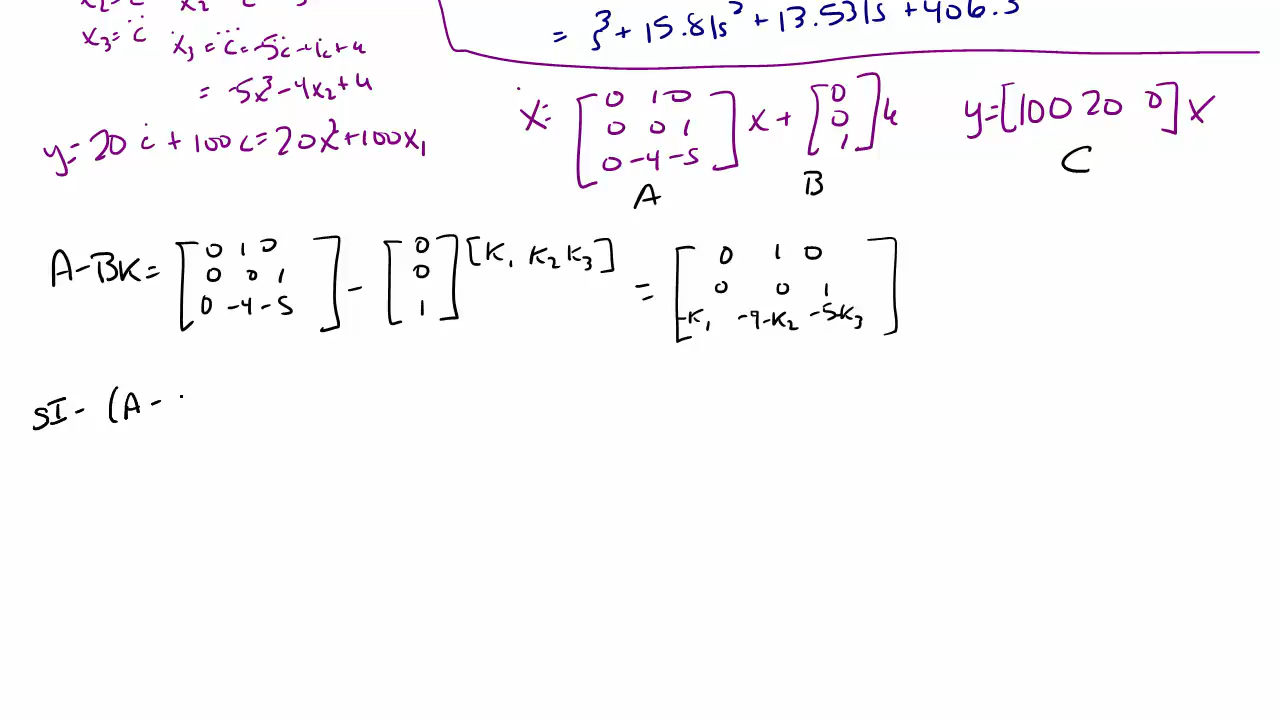 x₃ = c̈ ẋ₃ = c⃛ = -5c̈ - 4ċ + u
= -5x₃ - 4x₂ + u
y = 20 ċ + 100c = 20x₂ + 100x₁
= s³ + 15.81s² + 13.531s + 406.3
ẋ = [0 1 0; 0 0 1; 0 -4 -5] x + [0; 0; 1] u y = [100 20 0] x
A B C
A-BK = [0 1 0; 0 0 1; 0 -4 -5] - [0; 0; 1] [K₁ K₂ K₃] = [0 1 0; 0 0 1; -K₁ -4-K₂ -5-K₃]
SI - (A -